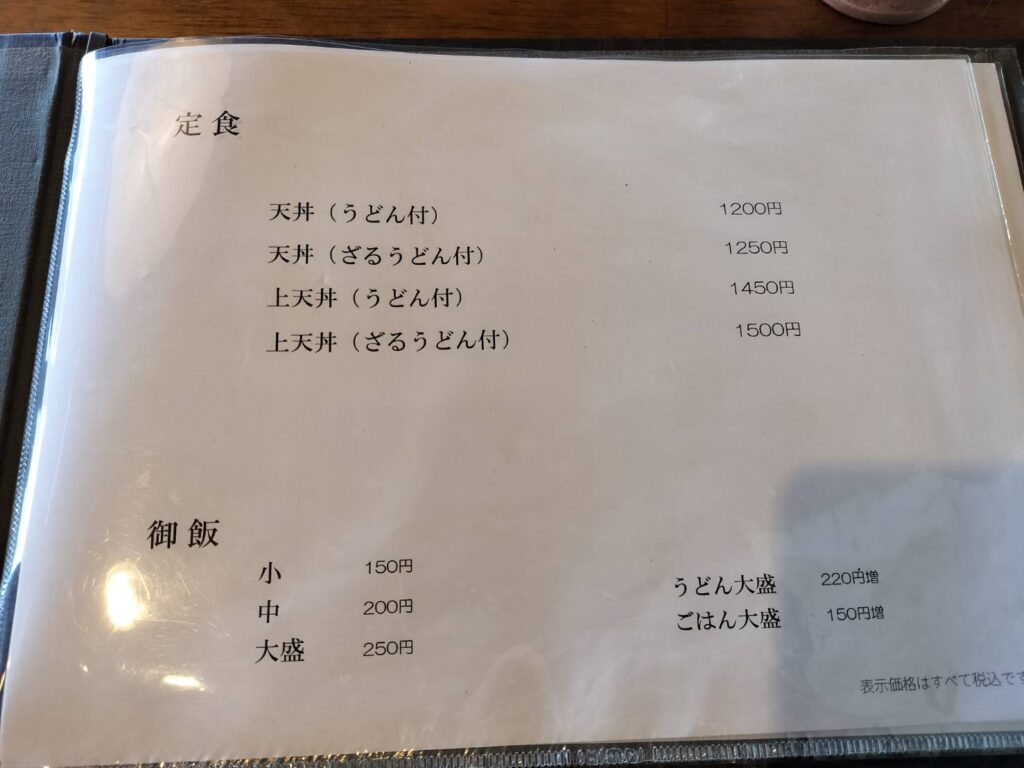 定食
天丼（うどん付） 1200円
天丼（ざるうどん付） 1250円
上天丼（うどん付） 1450円
上天丼（ざるうどん付） 1500円
御飯
小 150円
中 200円
大盛 250円
うどん大盛 220円増
ごはん大盛 150円増
表示価格はすべて税込です